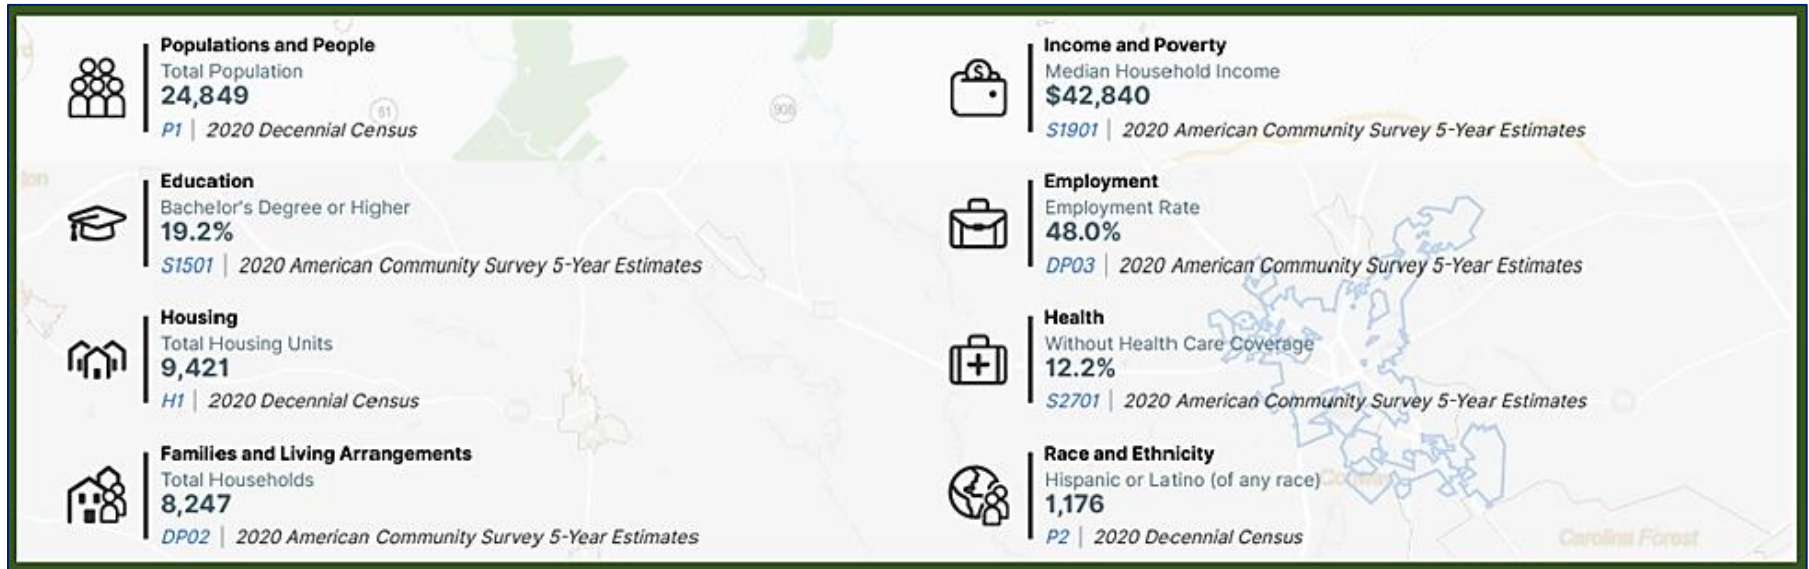 Populations and People
Total Population
24,849
P1 | 2020 Decennial Census
Education
Bachelor's Degree or Higher
19.2%
S1501 | 2020 American Community Survey 5-Year Estimates
Housing
Total Housing Units
9,421
H1 | 2020 Decennial Census
Families and Living Arrangements
Total Households
8,247
DP02 | 2020 American Community Survey 5-Year Estimates
Income and Poverty
Median Household Income
$42,840
S1901 | 2020 American Community Survey 5-Year Estimates
Employment
Employment Rate
48.0%
DP03 | 2020 American Community Survey 5-Year Estimates
Health
Without Health Care Coverage
12.2%
S2701 | 2020 American Community Survey 5-Year Estimates
Race and Ethnicity
Hispanic or Latino (of any race)
1,176
P2 | 2020 Decennial Census
61
908
Conway
Carolina Forest